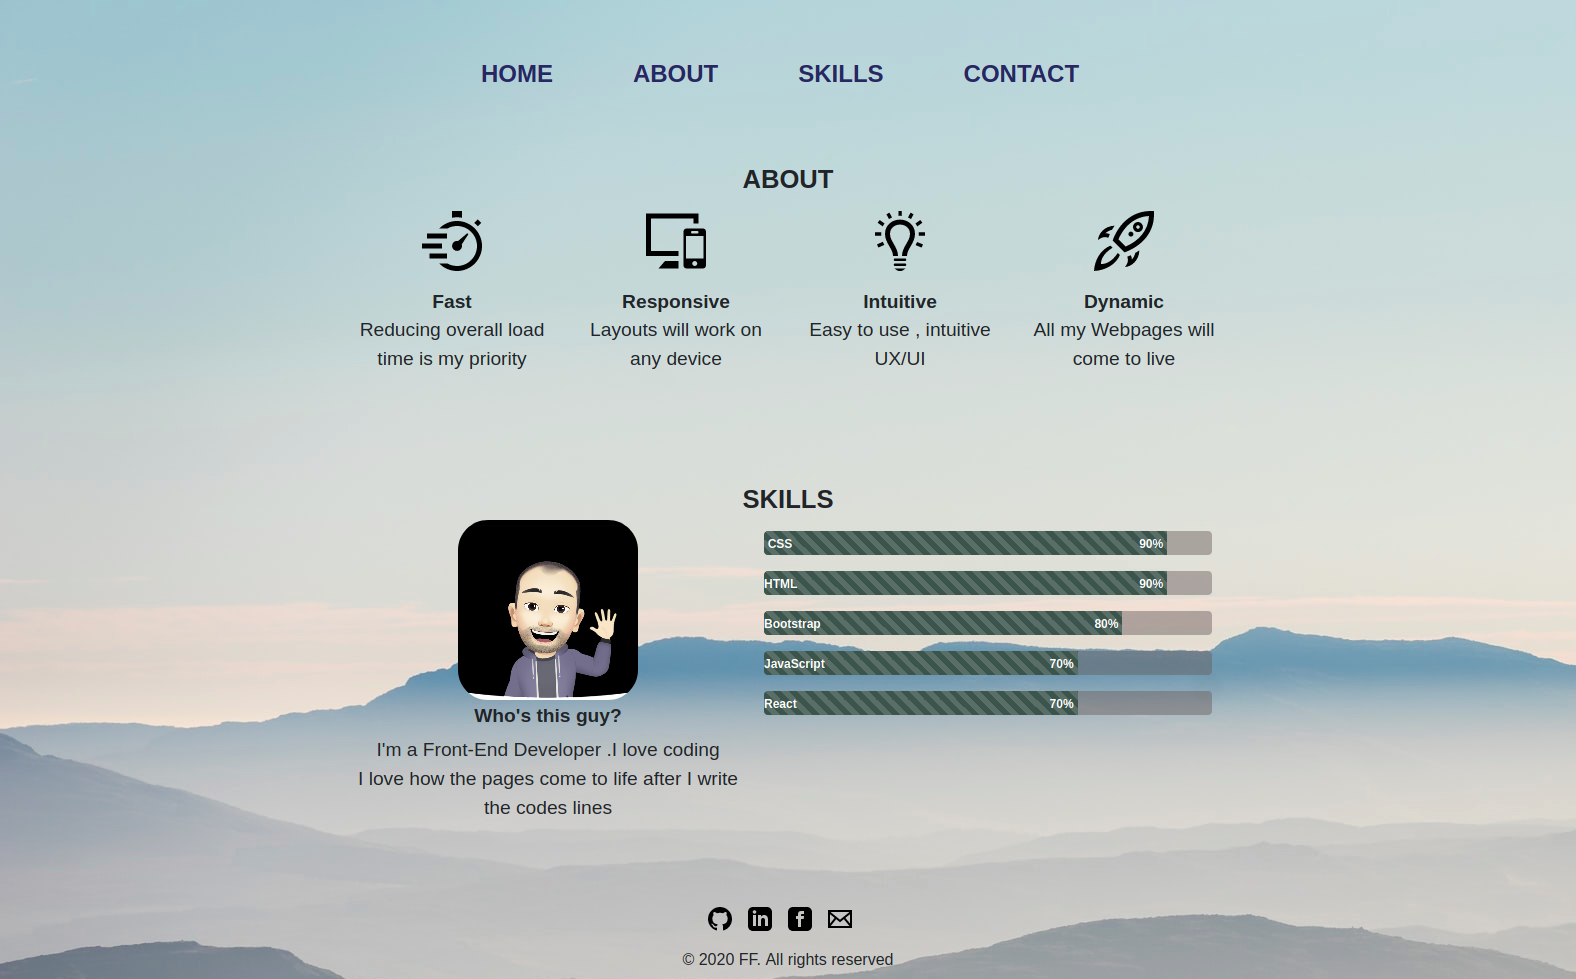 HOME ABOUT SKILLS CONTACT
ABOUT
Fast
Reducing overall load
time is my priority
Responsive
Layouts will work on
any device
Intuitive
Easy to use , intuitive
UX/UI
Dynamic
All my Webpages will
come to live
SKILLS
Who's this guy?
I'm a Front-End Developer .I love coding
I love how the pages come to life after I write
the codes lines
CSS 90%
HTML 90%
Bootstrap 80%
JavaScript 70%
React 70%
in f
© 2020 FF. All rights reserved